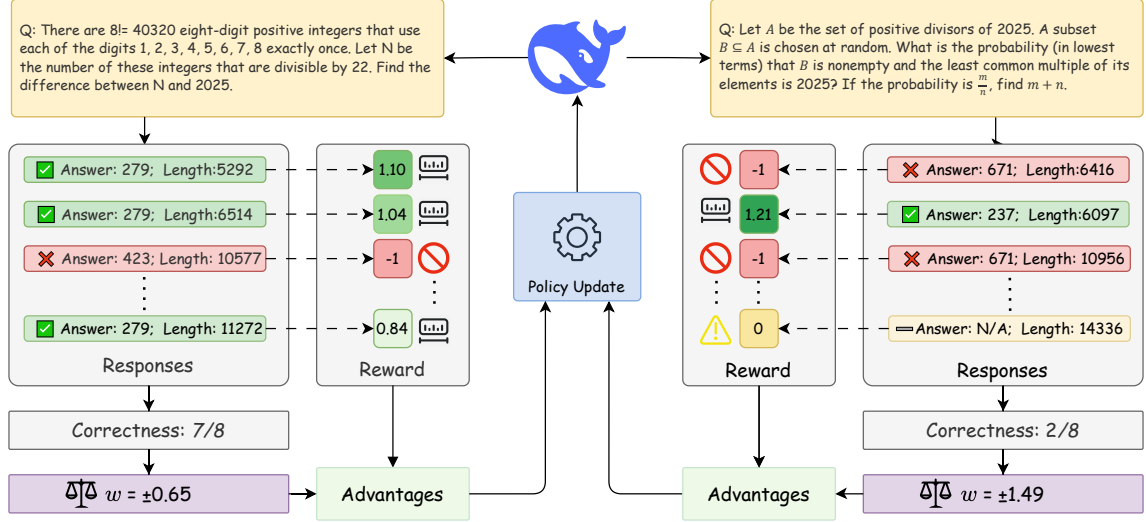 Q: There are 8!= 40320 eight-digit positive integers that use
each of the digits 1, 2, 3, 4, 5, 6, 7, 8 exactly once. Let N be
the number of these integers that are divisible by 22. Find the
difference between N and 2025.
Q: Let A be the set of positive divisors of 2025. A subset
B ⊆ A is chosen at random. What is the probability (in lowest
terms) that B is nonempty and the least common multiple of its
elements is 2025? If the probability is m/n, find m + n.
Answer: 279; Length:5292
Answer: 279; Length:6514
Answer: 423; Length: 10577
Answer: 279; Length: 11272
Responses
1.10
1.04
-1
0.84
Reward
Policy Update
-1
1.21
-1
0
Reward
Answer: 671; Length:6416
Answer: 237; Length:6097
Answer: 671; Length: 10956
Answer: N/A; Length: 14336
Responses
Correctness: 7/8
Correctness: 2/8
w = ±0.65
Advantages
Advantages
w = ±1.49